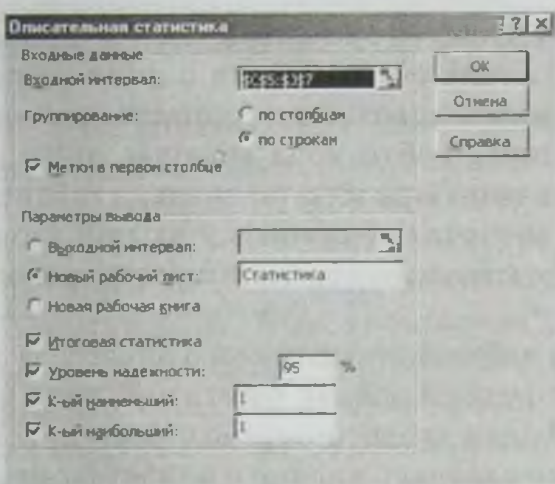 Описательная статистика
Входные данные
Входной интервал:
Группирование:
по столбцам
по строкам
Метки в первом столбце
OK
Отмена
Справка
Параметры вывода
Выходной интервал:
Новый рабочий лист: Статистика
Новая рабочая книга
Итоговая статистика
Уровень надежности: 95 %
К-ый наименьший: 1
К-ый наибольший: 1